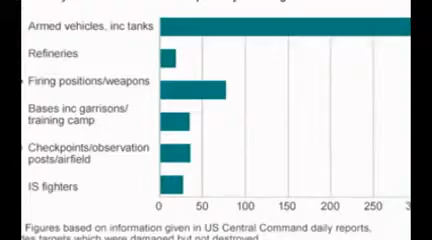 Armed vehicles, inc tanks
Refineries
Firing positions/weapons
Bases inc garrisons/
training camp
Checkpoints/observation
posts/airfield
IS fighters
0 50 100 150 200 250
Figures based on information given in US Central Command daily reports,
targets which were damaged but not destroyed